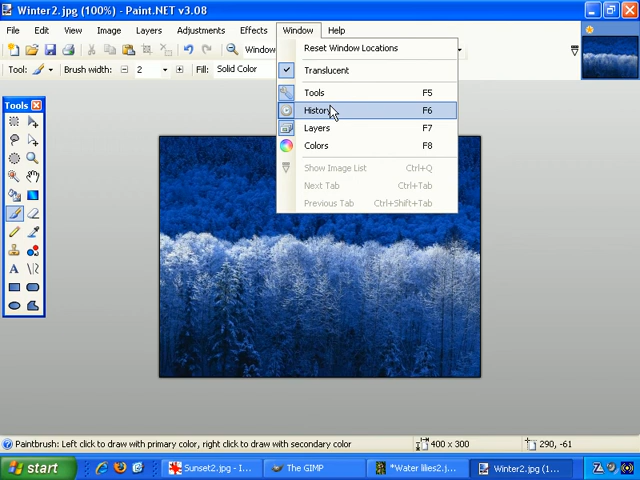 Winter2.jpg (100%) - Paint.NET v3.08
File Edit View Image Layers Adjustments Effects Window Help
Window
Tool: Brush width: 2 Fill: Solid Color
Reset Window Locations
Translucent
Tools F5
History F6
Layers F7
Colors F8
Show Image List Ctrl+Q
Next Tab Ctrl+Tab
Previous Tab Ctrl+Shift+Tab
Tools
A
Paintbrush: Left click to draw with primary color, right click to draw with secondary color
400 x 300
290, -61
start
Sunset2.jpg - I...
The GIMP
*Water lilies2.j...
Winter2.jpg (1...